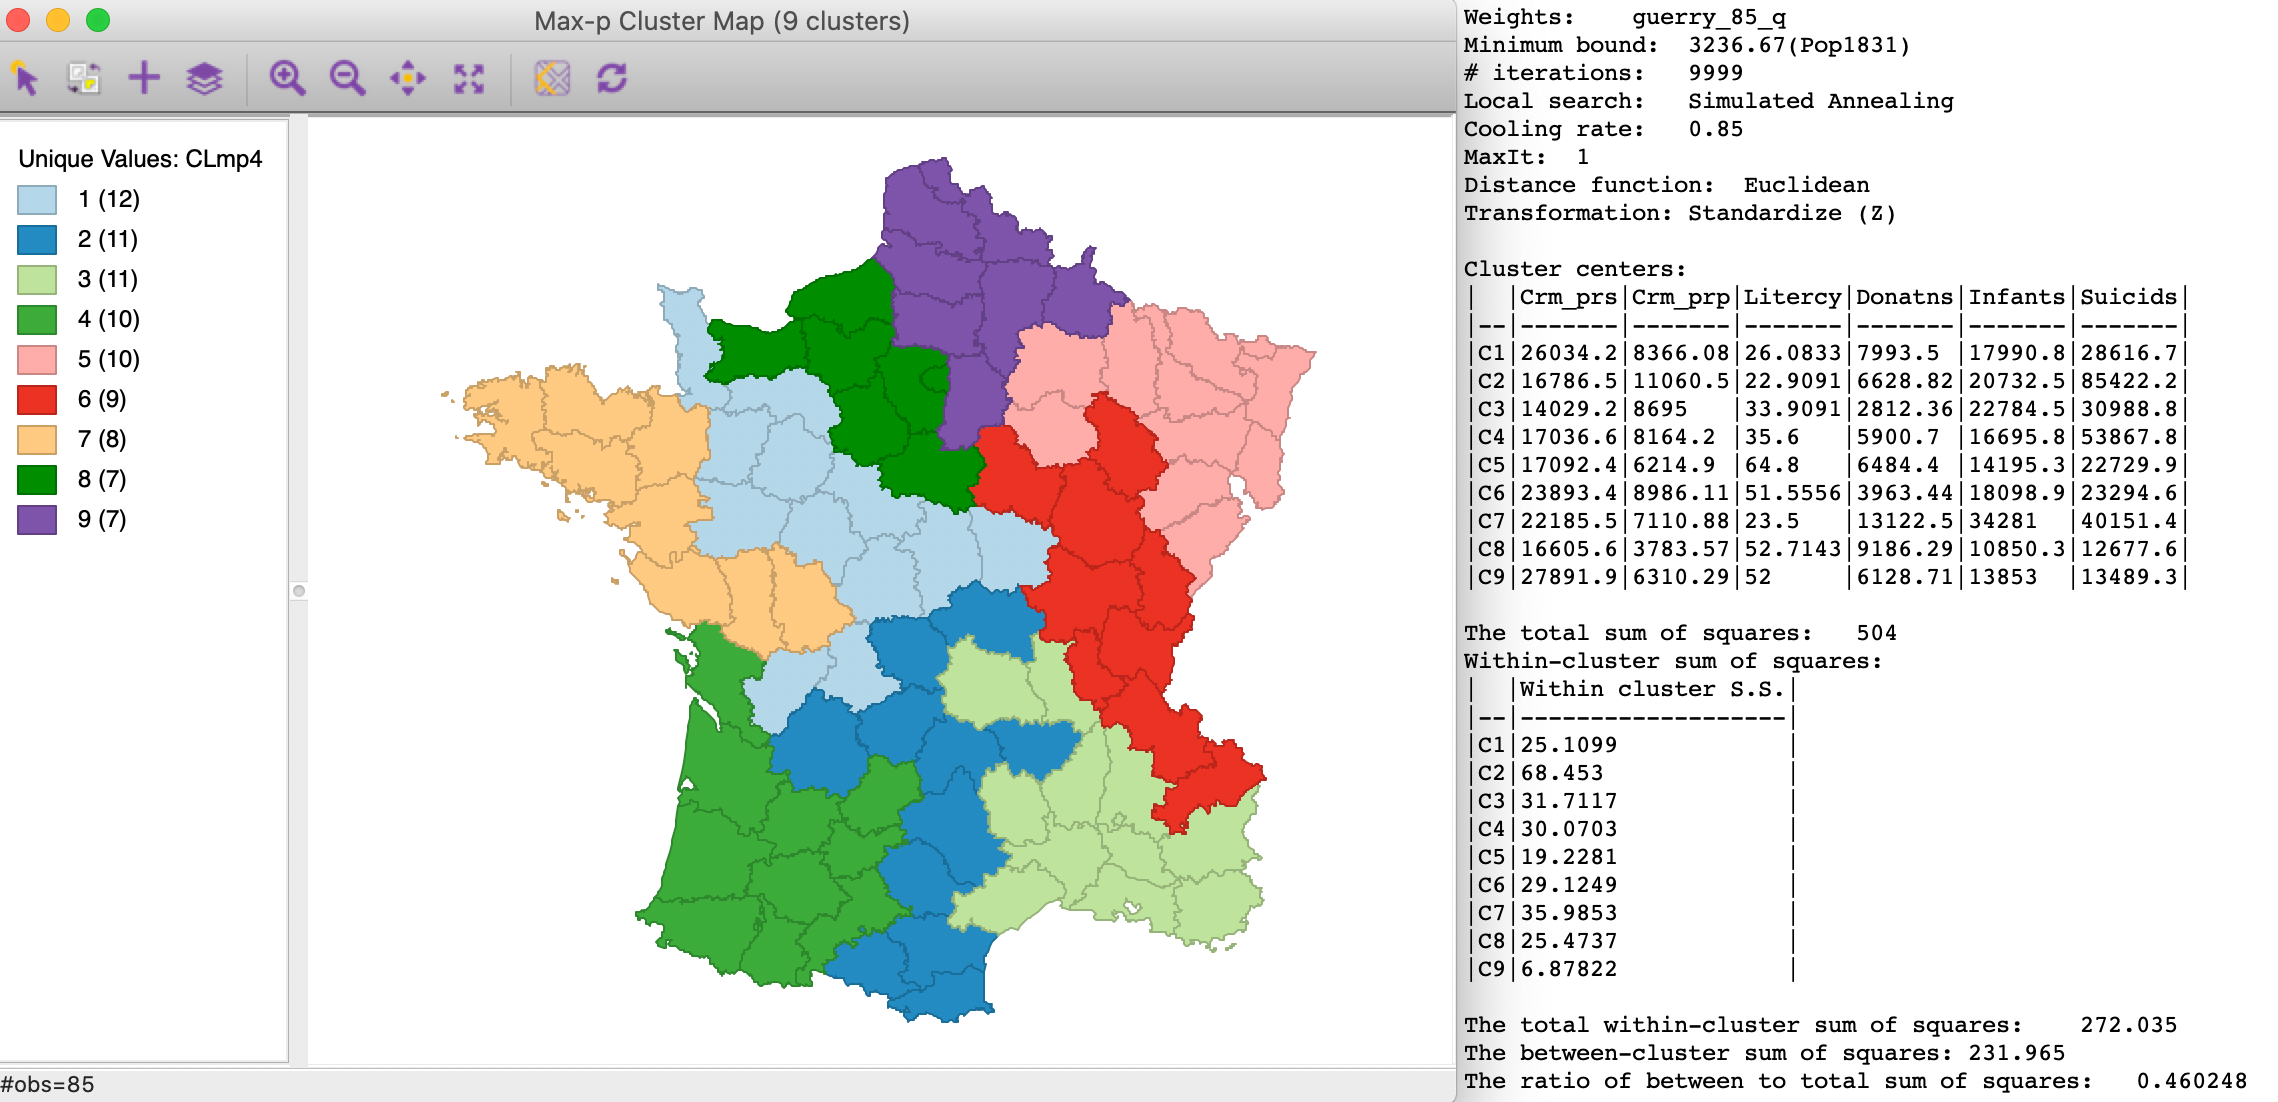 Max-p Cluster Map (9 clusters)
Unique Values: CLmp4
1 (12)
2 (11)
3 (11)
4 (10)
5 (10)
6 (9)
7 (8)
8 (7)
9 (7)
#obs=85
Weights: guerry_85_q
Minimum bound: 3236.67(Pop1831)
# iterations: 9999
Local search: Simulated Annealing
Cooling rate: 0.85
MaxIt: 1
Distance function: Euclidean
Transformation: Standardize (Z)
Cluster centers:
| |Crm_prs|Crm_prp|Litercy|Donatns|Infants|Suicids|
|--|-------|-------|-------|-------|-------|-------|
|C1|26034.2|8366.08|26.0833|7993.5 |17990.8|28616.7|
|C2|16786.5|11060.5|22.9091|6628.82|20732.5|85422.2|
|C3|14029.2|8695 |33.9091|2812.36|22784.5|30988.8|
|C4|17036.6|8164.2 |35.6 |5900.7 |16695.8|53867.8|
|C5|17092.4|6214.9 |64.8 |6484.4 |14195.3|22729.9|
|C6|23893.4|8986.11|51.5556|3963.44|18098.9|23294.6|
|C7|22185.5|7110.88|23.5 |13122.5|34281 |40151.4|
|C8|16605.6|3783.57|52.7143|9186.29|10850.3|12677.6|
|C9|27891.9|6310.29|52 |6128.71|13853 |13489.3|
The total sum of squares: 504
Within-cluster sum of squares:
| |Within cluster S.S.|
|--|-------------------|
|C1|25.1099 |
|C2|68.453 |
|C3|31.7117 |
|C4|30.0703 |
|C5|19.2281 |
|C6|29.1249 |
|C7|35.9853 |
|C8|25.4737 |
|C9|6.87822 |
The total within-cluster sum of squares: 272.035
The between-cluster sum of squares: 231.965
The ratio of between to total sum of squares: 0.460248